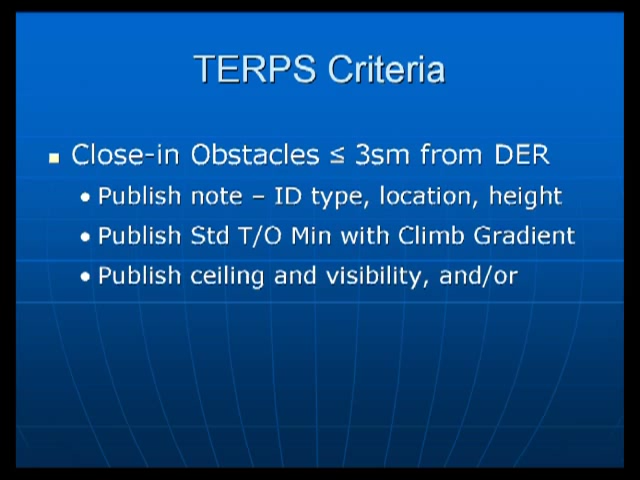 TERPS Criteria
Close-in Obstacles ≤ 3sm from DER
Publish note – ID type, location, height
Publish Std T/O Min with Climb Gradient
Publish ceiling and visibility, and/or